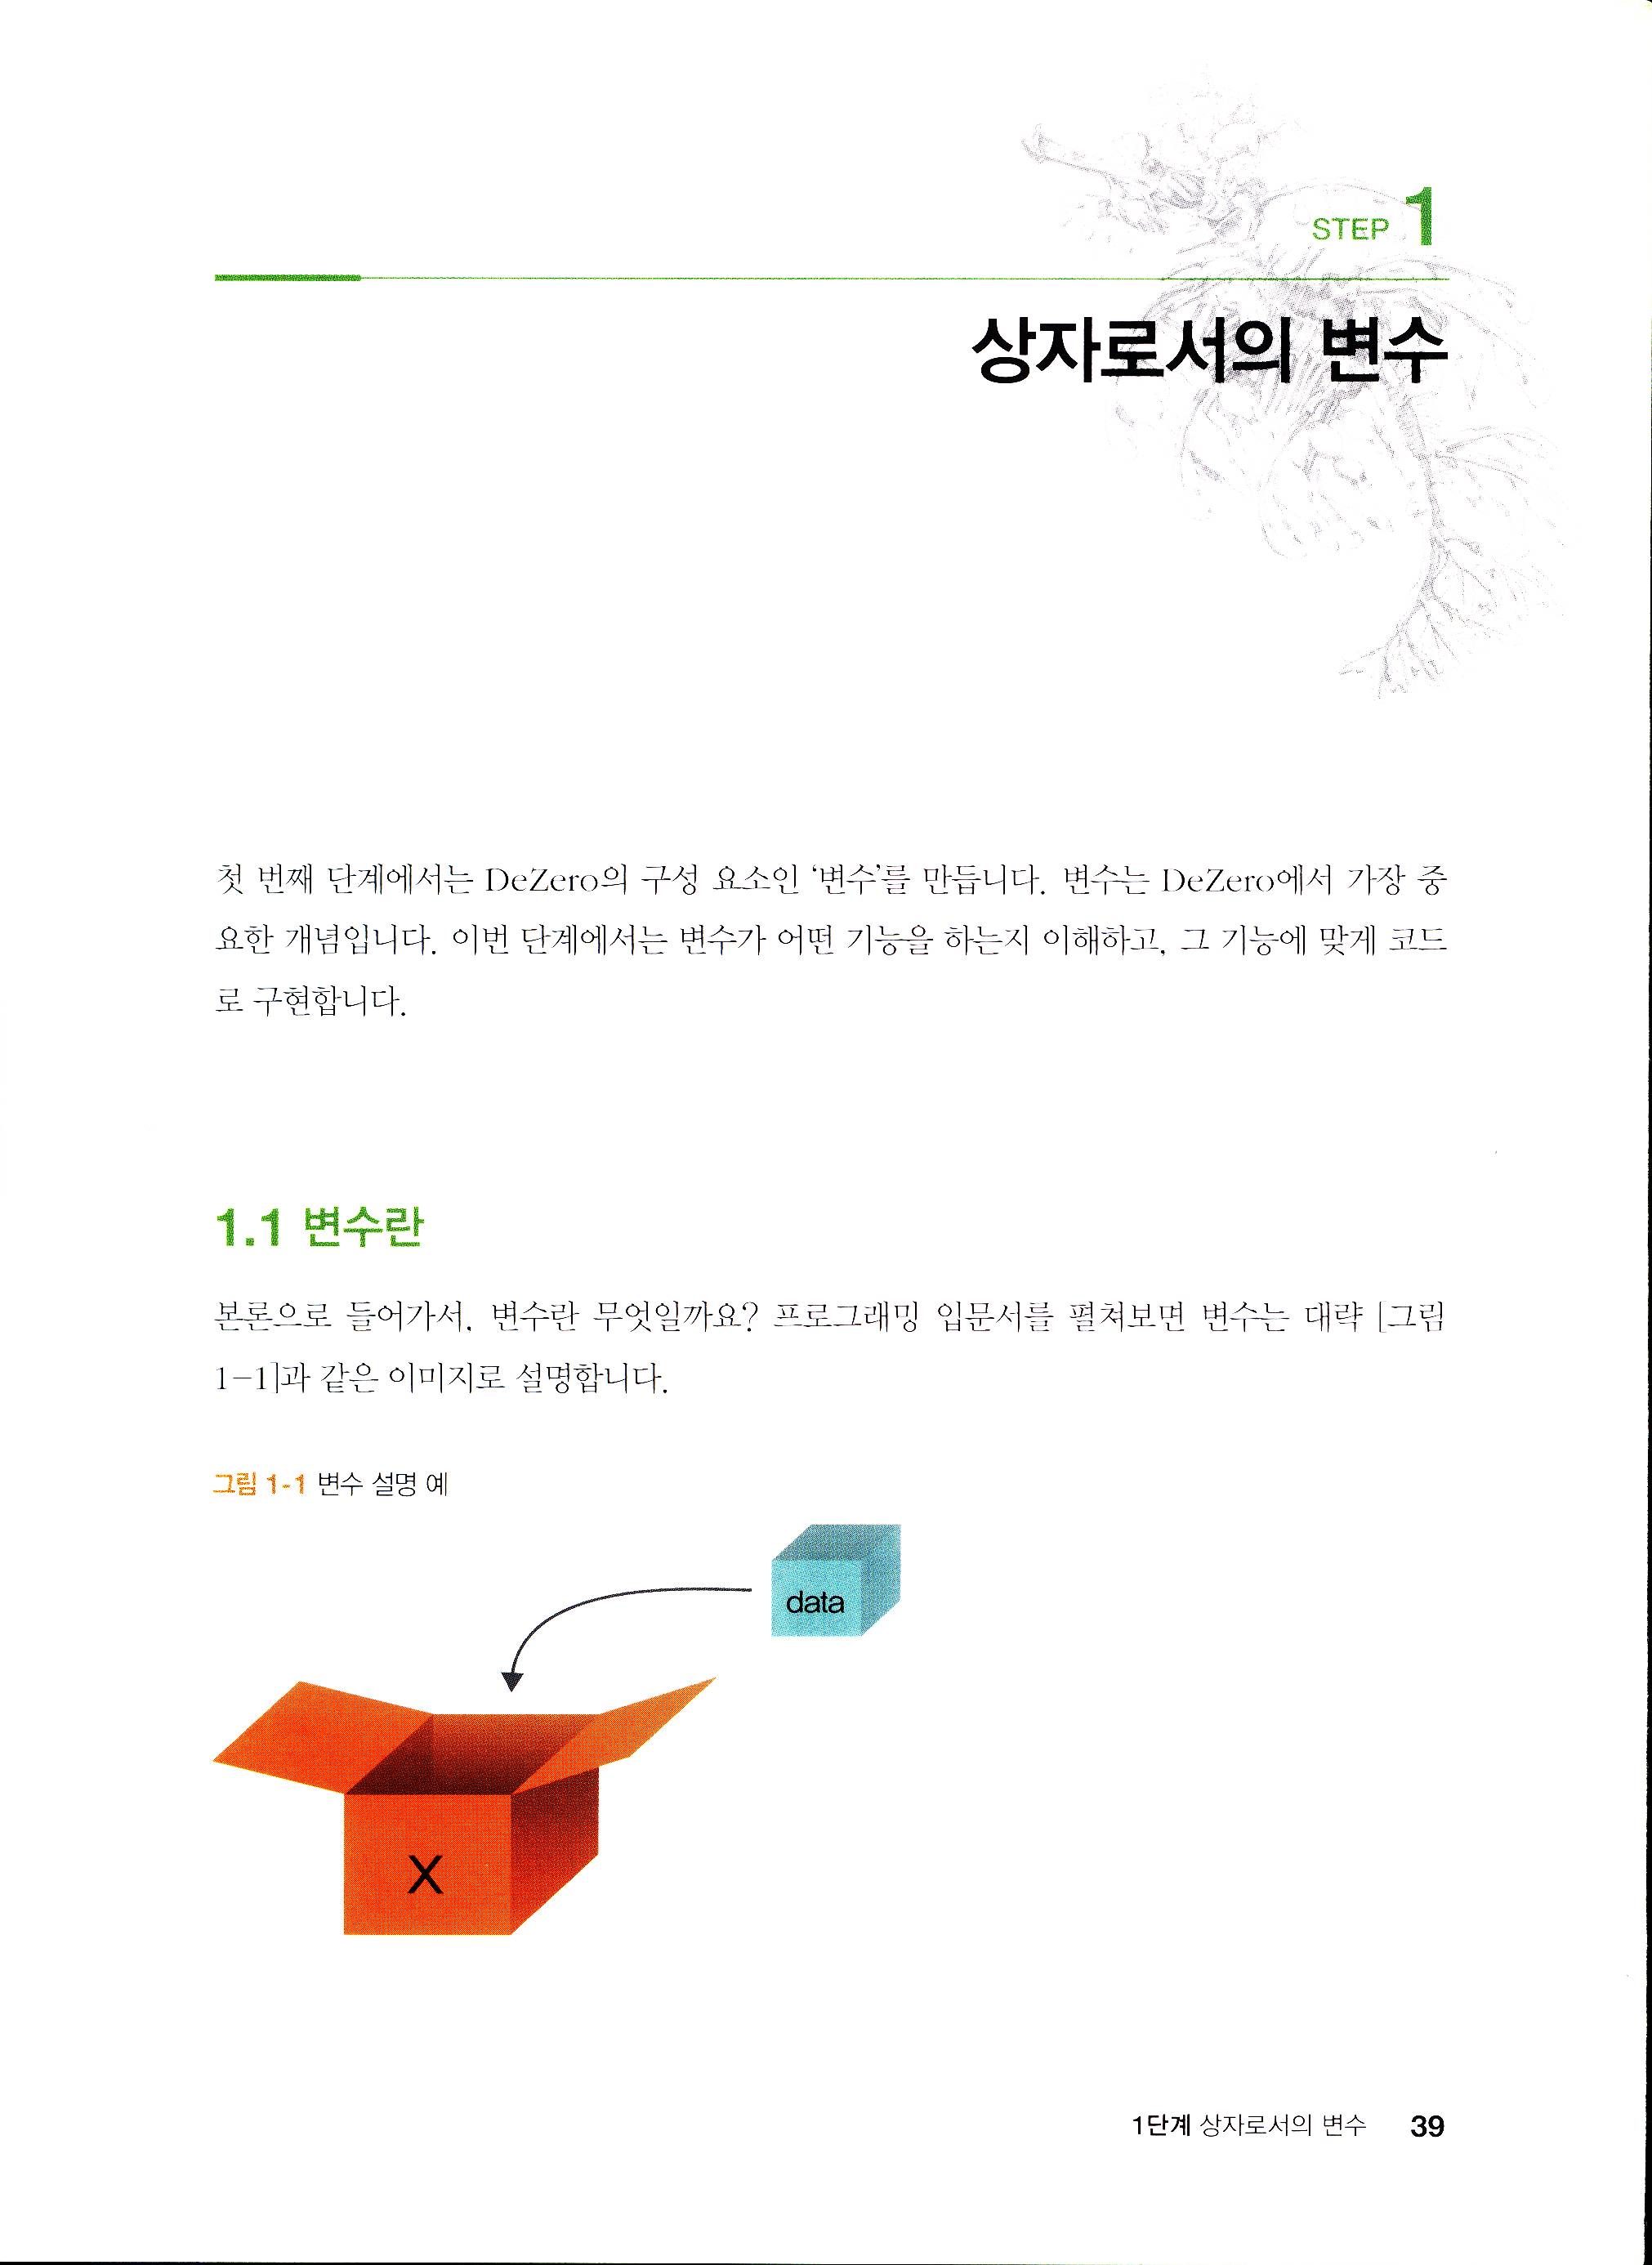 STEP 1
상자로서의 변수
첫 번째 단계에서는 DeZero의 구성 요소인 ‘변수’를 만듭니다. 변수는 DeZero에서 가장 중
요한 개념입니다. 이번 단계에서는 변수가 어떤 기능을 하는지 이해하고, 그 기능에 맞게 코드
로 구현합니다.
1.1 변수란
본론으로 들어가서, 변수란 무엇일까요? 프로그래밍 입문서를 펼쳐보면 변수는 대략 [그림
1-1]과 같은 이미지로 설명합니다.
그림 1-1 변수 설명 예
data
X
1단계 상자로서의 변수 39